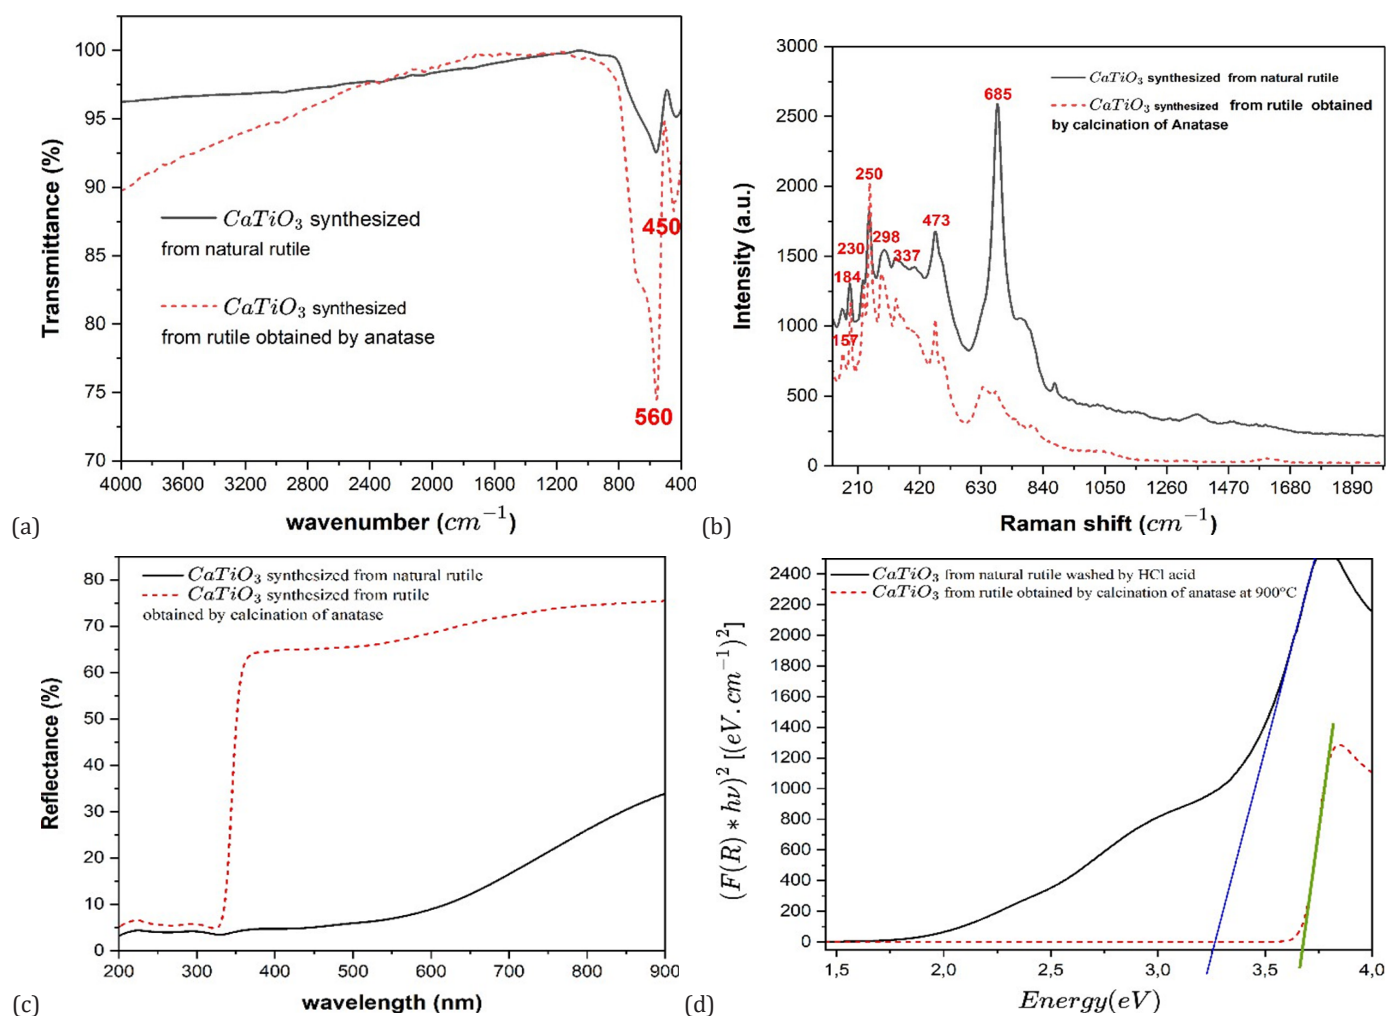 (a)
Transmittance (%)
100
95
90
85
80
75
70
CaTiO₃ synthesized
from natural rutile
CaTiO₃ synthesized
from rutile obtained by anatase
450
560
4000 3600 3200 2800 2400 2000 1600 1200 800 400
wavenumber (cm⁻¹)
(b)
Intensity (a.u.)
3000
2500
2000
1500
1000
500
0
CaTiO₃ synthesized from natural rutile
CaTiO₃ synthesized from rutile obtained
by calcination of Anatase
685
250
230
298
473
337
184
157
210 420 630 840 1050 1260 1470 1680 1890
Raman shift (cm⁻¹)
(c)
Reflectance (%)
80
75
70
60
50
40
30
20
10
0
CaTiO₃ synthesized from natural rutile
CaTiO₃ synthesized from rutile
obtained by calcination of anatase
200 300 400 500 600 700 800 900
wavelength (nm)
(d)
(F(R) * hν)² [(eV.cm⁻¹)²]
2400
2200
2000
1800
1600
1400
1200
1000
800
600
400
200
0
CaTiO₃ from natural rutile washed by HCl acid
CaTiO₃ from rutile obtained by calcination of anatase at 900°C
1,5 2,0 2,5 3,0 3,5 4,0
Energy(eV)